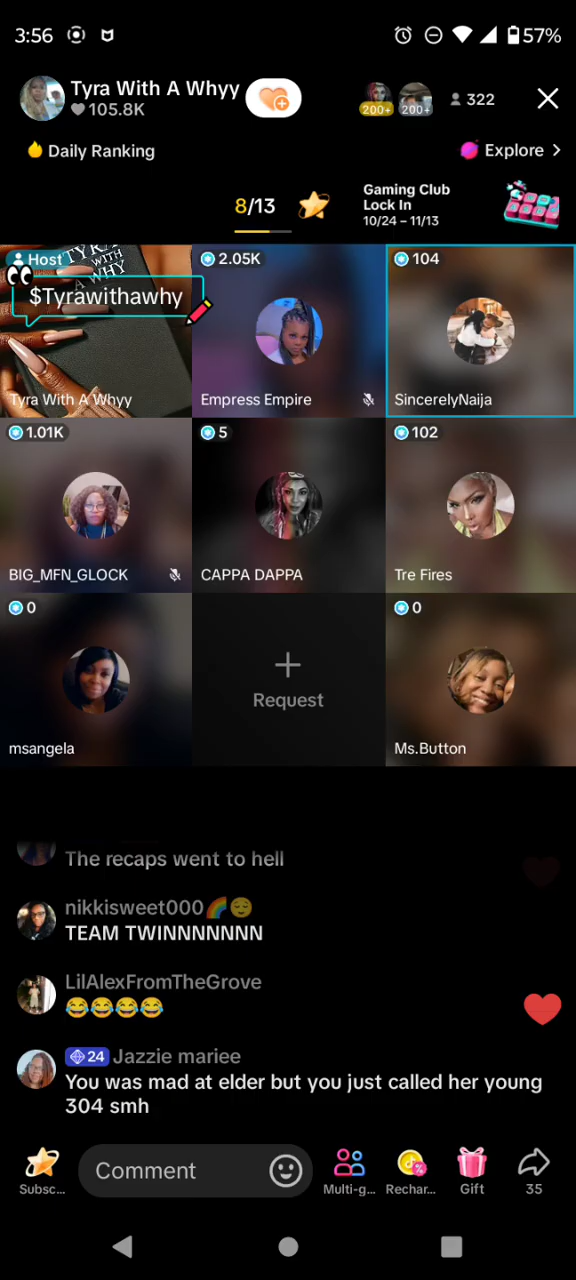 3:56
57%
Tyra With A Whyy
105.8K
200+
200+
322
Daily Ranking
Explore >
8/13
Gaming Club
Lock In
10/24 – 11/13
Host
TYRA
WITH
A WHY
$Tyrawithawhy
Tyra With A Whyy
2.05K
Empress Empire
104
SincerelyNaija
1.01K
BIG_MFN_GLOCK
5
CAPPA DAPPA
102
Tre Fires
0
msangela
+
Request
0
Ms.Button
The recaps went to hell
nikkisweet000🌈😌
TEAM TWINNNNNNN
LilAlexFromTheGrove
😂😂😂😂
24 Jazzie mariee
You was mad at elder but you just called her young
304 smh
Subsc...
Comment
Multi-g...
Rechar...
Gift
35